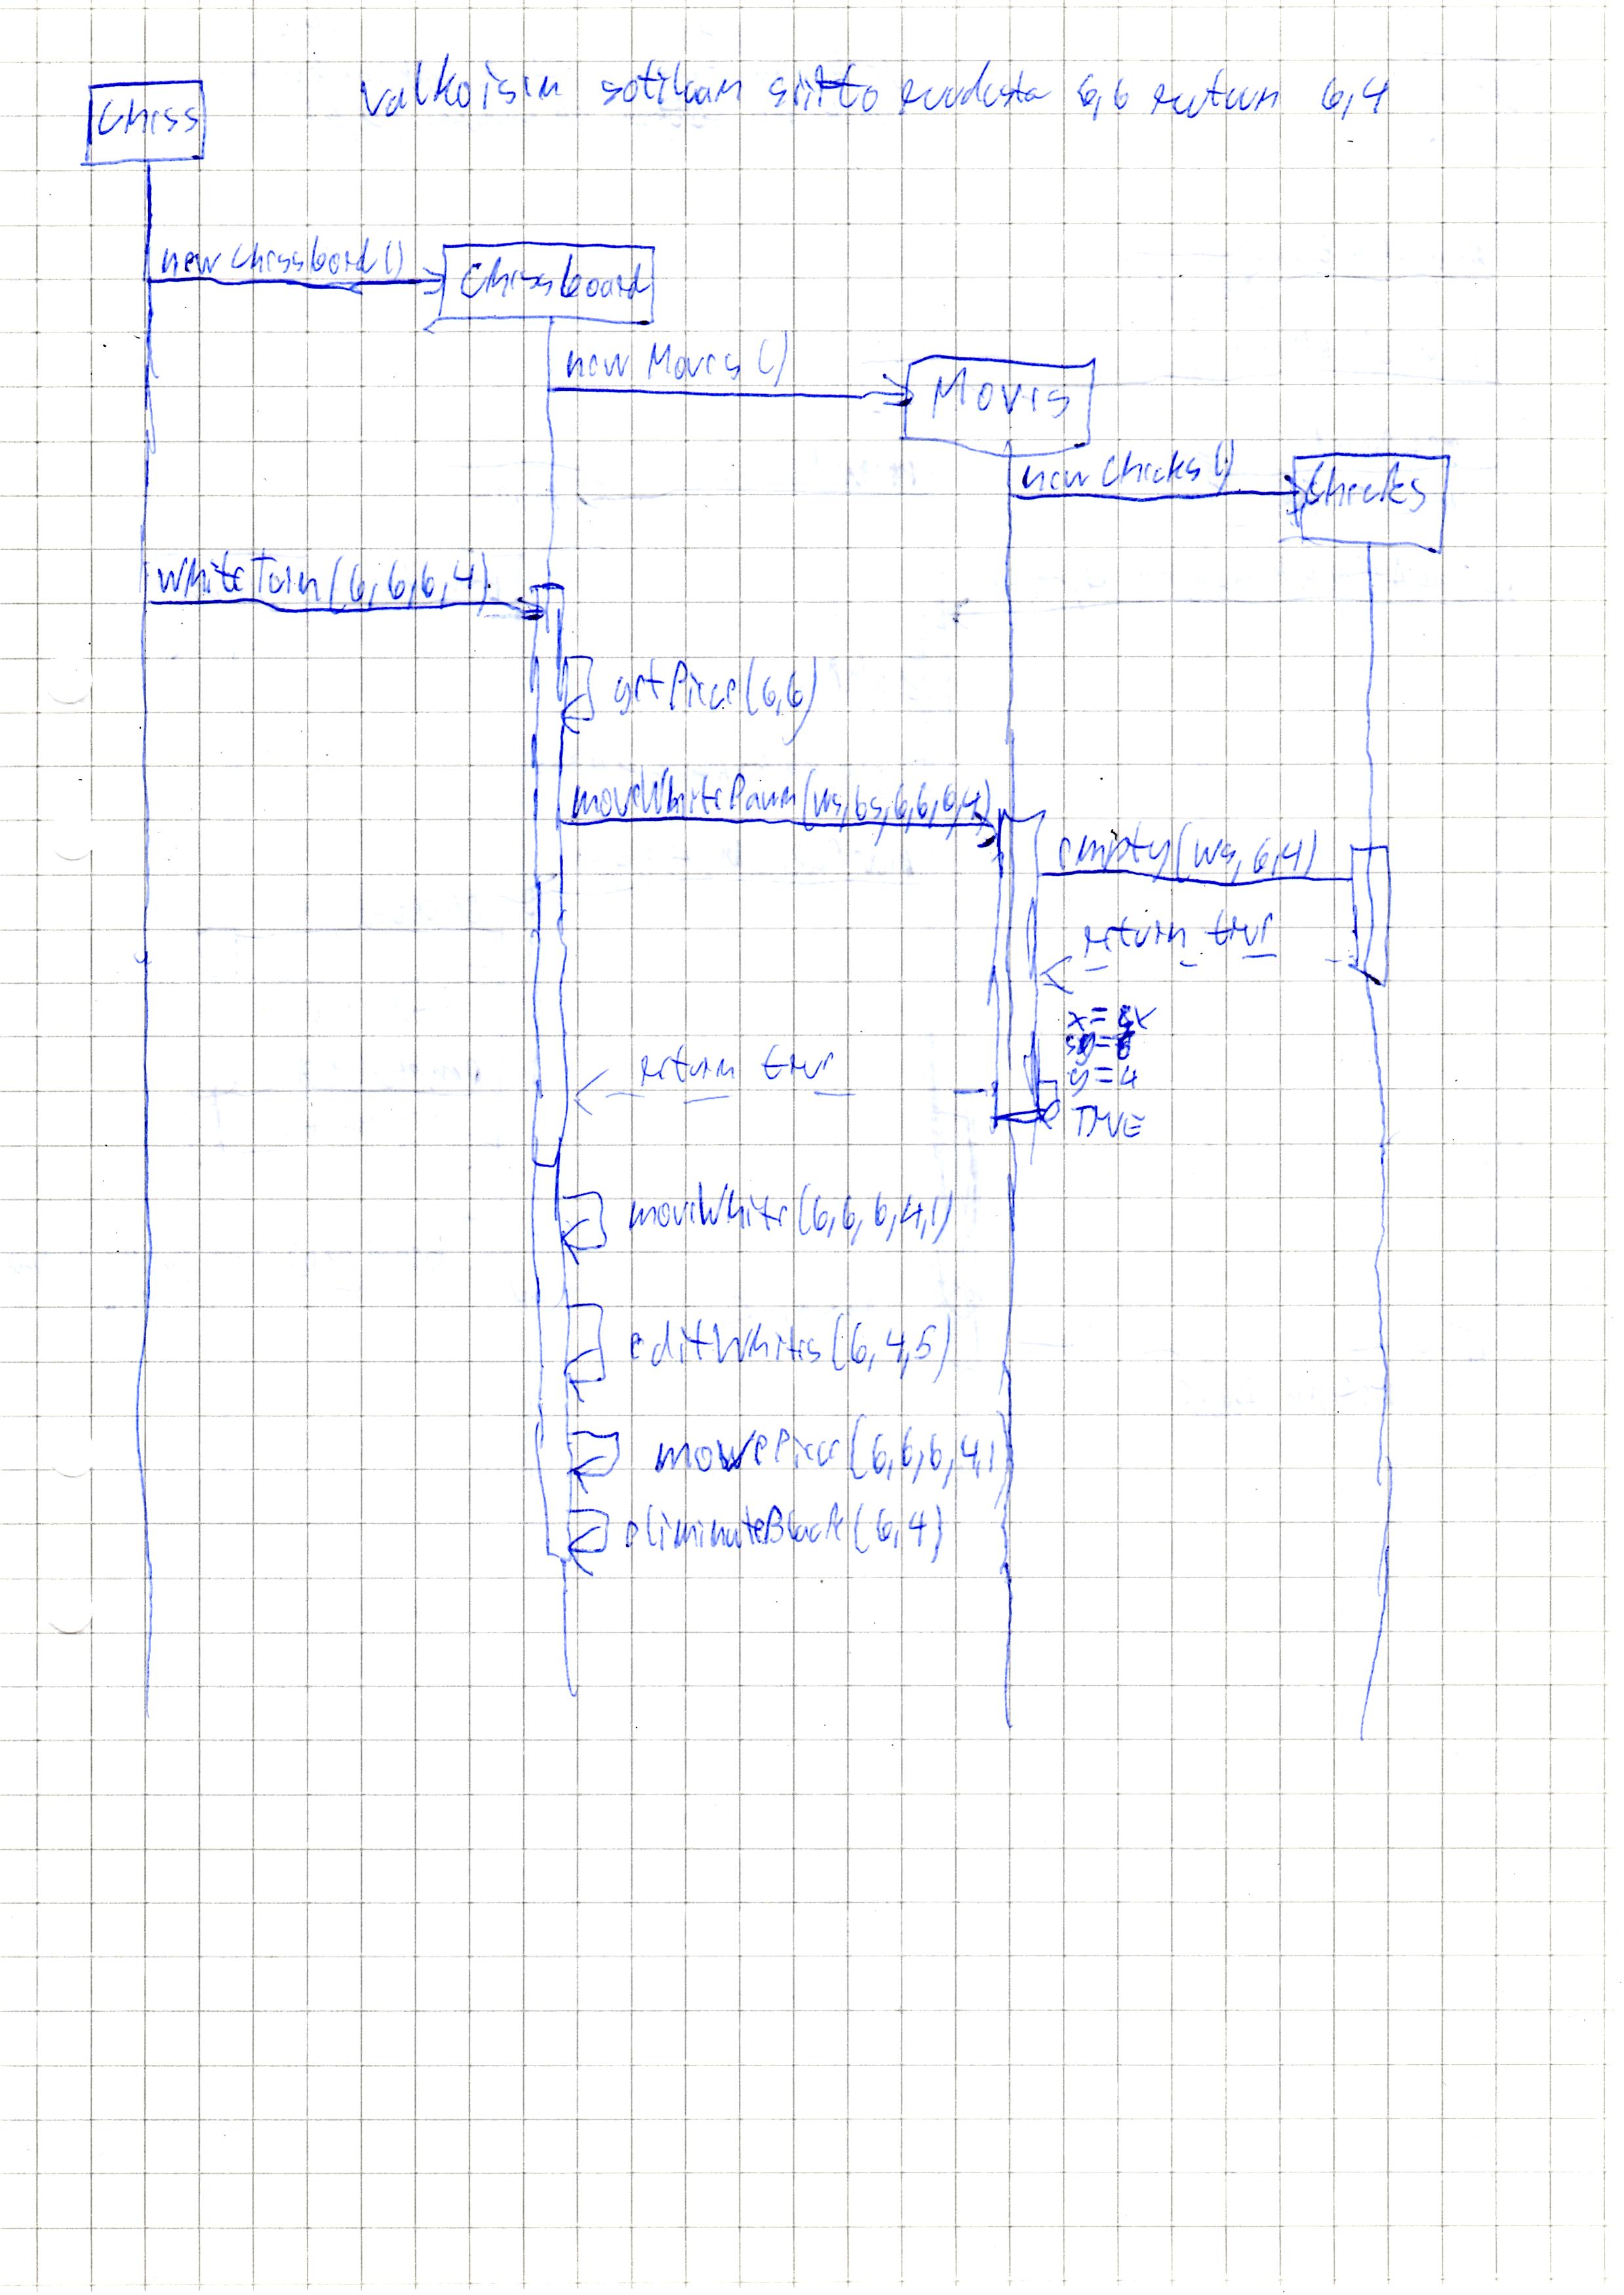 Valkoisen sotilaan siirto ruudusta 6,6 ruutuun 6,4
Chess
new Chessboard()
Chessboard
new Moves()
Moves
new Checks()
Checks
whiteTurn(6,6,6,4)
getPiece(6,6)
moveWhitePawn(ws,bs,6,6,6,4)
empty(ws,6,4)
return true
x=
y=4
return true
TRUE
moveWhite(6,6,6,4,1)
editWhites(6,4,5)
movePiece(6,6,6,4,1)
eliminateBlack(6,4)